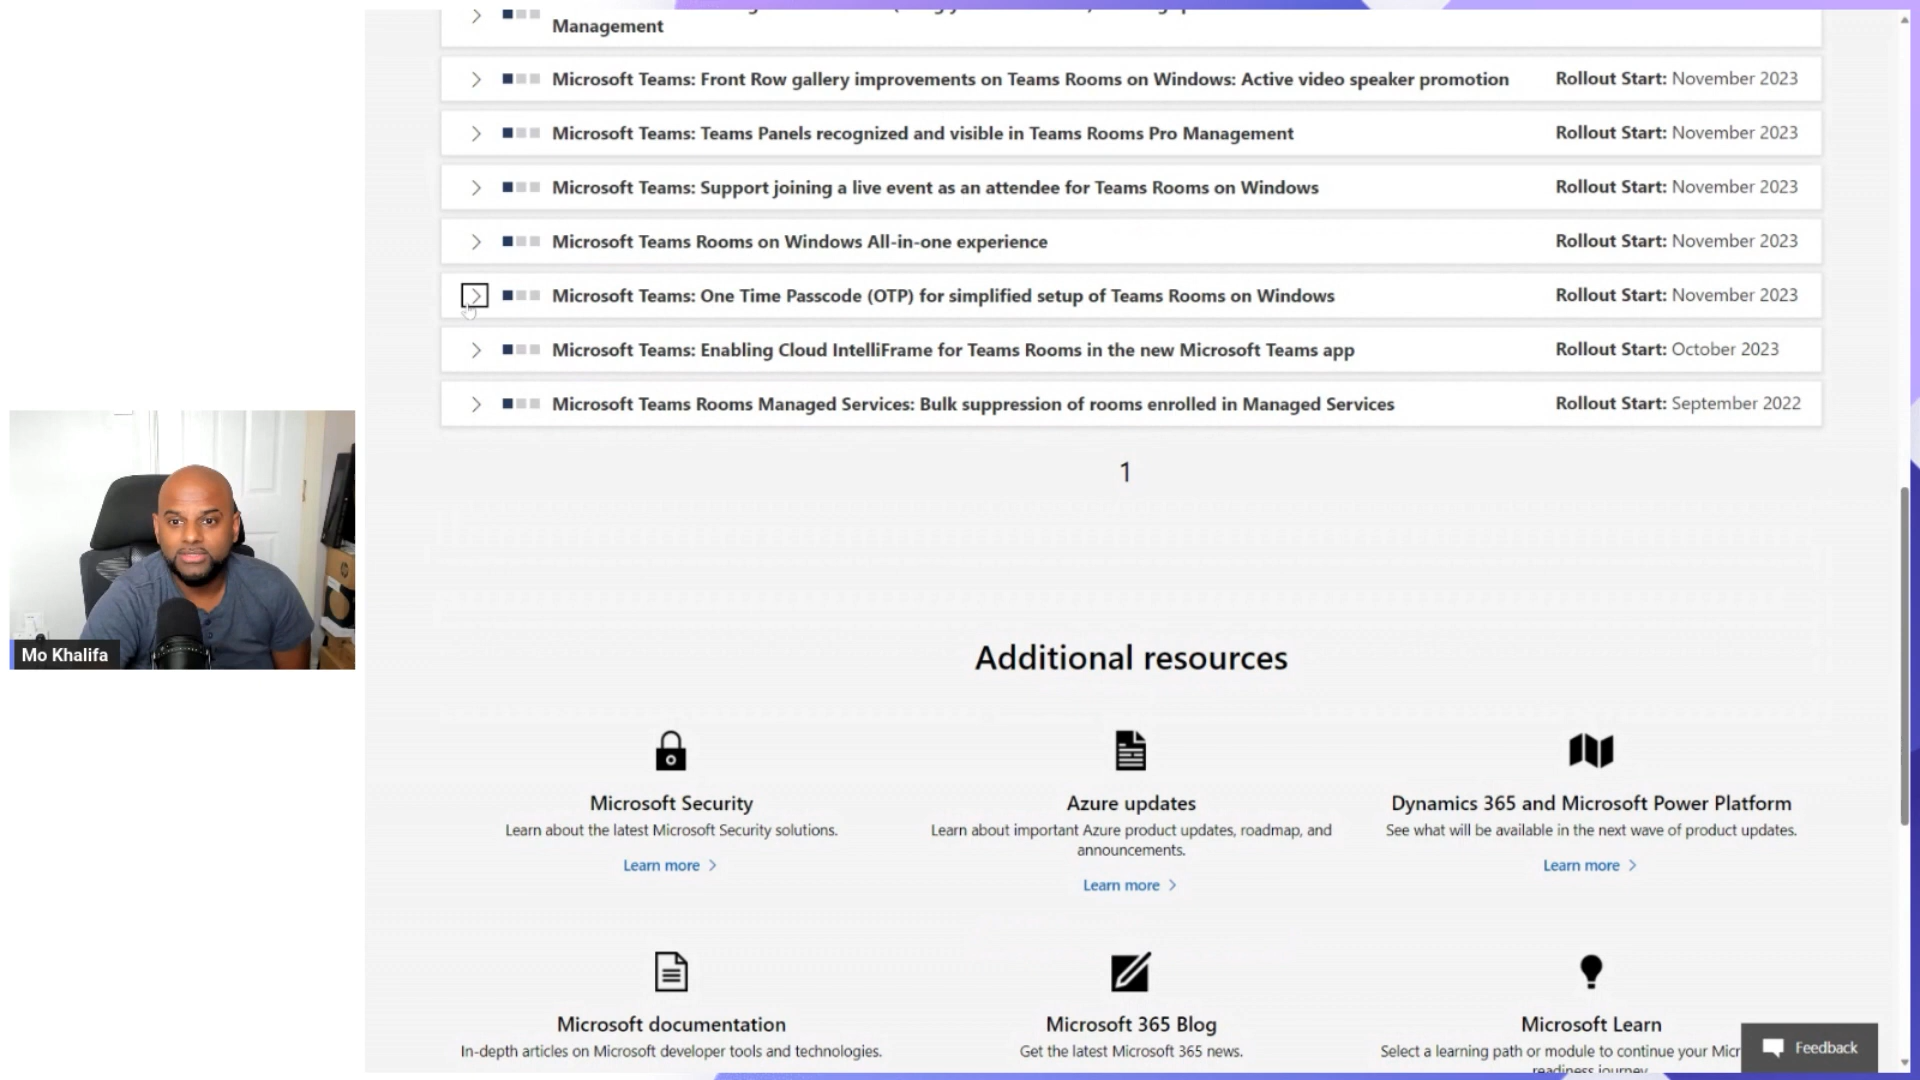 Management
Microsoft Teams: Front Row gallery improvements on Teams Rooms on Windows: Active video speaker promotion Rollout Start: November 2023
Microsoft Teams: Teams Panels recognized and visible in Teams Rooms Pro Management Rollout Start: November 2023
Microsoft Teams: Support joining a live event as an attendee for Teams Rooms on Windows Rollout Start: November 2023
Microsoft Teams Rooms on Windows All-in-one experience Rollout Start: November 2023
Microsoft Teams: One Time Passcode (OTP) for simplified setup of Teams Rooms on Windows Rollout Start: November 2023
Microsoft Teams: Enabling Cloud IntelliFrame for Teams Rooms in the new Microsoft Teams app Rollout Start: October 2023
Microsoft Teams Rooms Managed Services: Bulk suppression of rooms enrolled in Managed Services Rollout Start: September 2022
1
Mo Khalifa
Additional resources
Microsoft Security
Learn about the latest Microsoft Security solutions.
Learn more
Azure updates
Learn about important Azure product updates, roadmap, and
announcements.
Learn more
Dynamics 365 and Microsoft Power Platform
See what will be available in the next wave of product updates.
Learn more
Microsoft documentation
In-depth articles on Microsoft developer tools and technologies.
Microsoft 365 Blog
Get the latest Microsoft 365 news.
Microsoft Learn
Select a learning path or module to continue your Micr
readiness journey.
Feedback